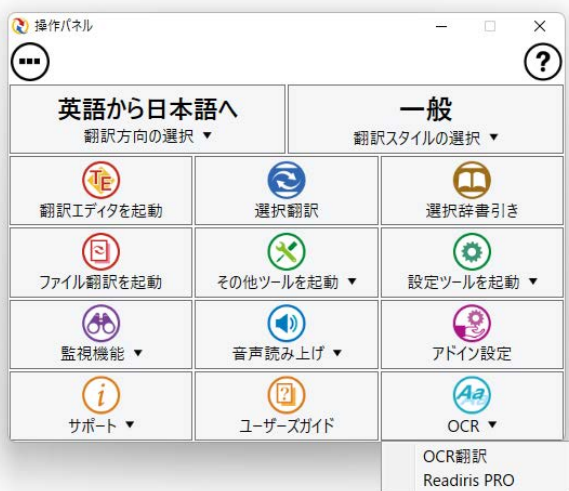 操作パネル
英語から日本語へ
翻訳方向の選択 ▼
一般
翻訳スタイルの選択 ▼
TE
翻訳エディタを起動
選択翻訳
選択辞書引き
ファイル翻訳を起動
その他ツールを起動 ▼
設定ツールを起動 ▼
監視機能 ▼
音声読み上げ ▼
アドイン設定
i
サポート ▼
?
ユーザーズガイド
Aa
OCR ▼
OCR翻訳
Readiris PRO